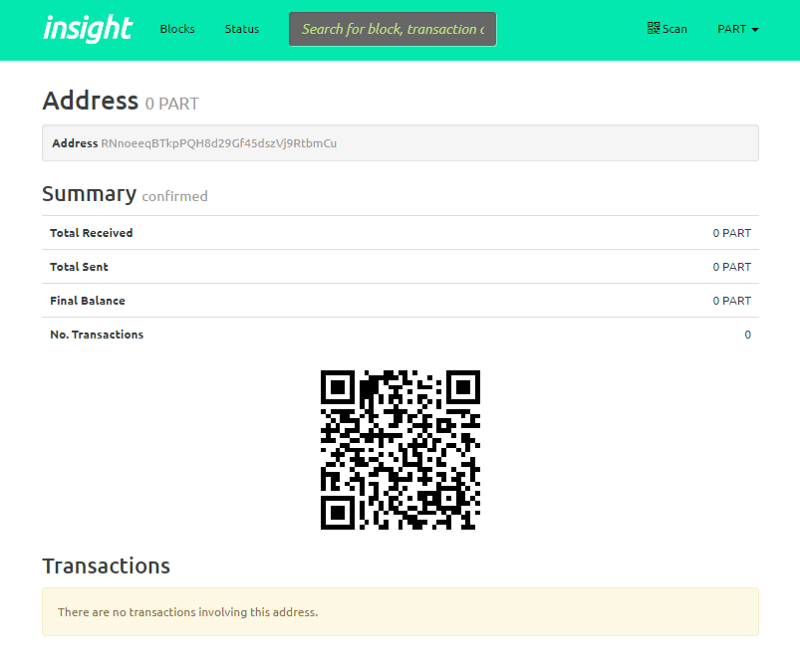 insight Blocks Status Search for block, transaction c Scan PART
Address 0 PART
Address RNnoeeqBTkpPQH8d29Gf45dszVj9RtbmCu
Summary confirmed
Total Received 0 PART
Total Sent 0 PART
Final Balance 0 PART
No. Transactions 0
Transactions
There are no transactions involving this address.